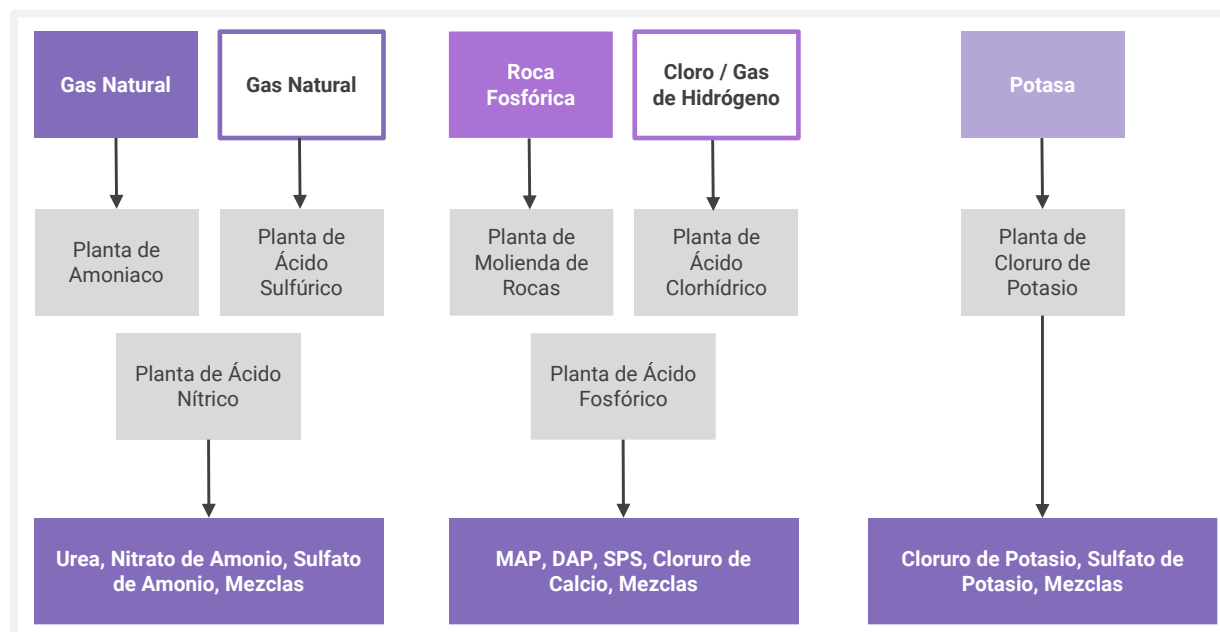 Gas Natural
Gas Natural
Roca
Fosfórica
Cloro / Gas
de Hidrógeno
Potasa
Planta de
Amoniaco
Planta de
Ácido
Sulfúrico
Planta de
Molienda de
Rocas
Planta de
Ácido
Clorhídrico
Planta de
Cloruro de
Potasio
Planta de Ácido
Nítrico
Planta de Ácido
Fosfórico
Urea, Nitrato de Amonio, Sulfato
de Amonio, Mezclas
MAP, DAP, SPS, Cloruro de
Calcio, Mezclas
Cloruro de Potasio, Sulfato de
Potasio, Mezclas